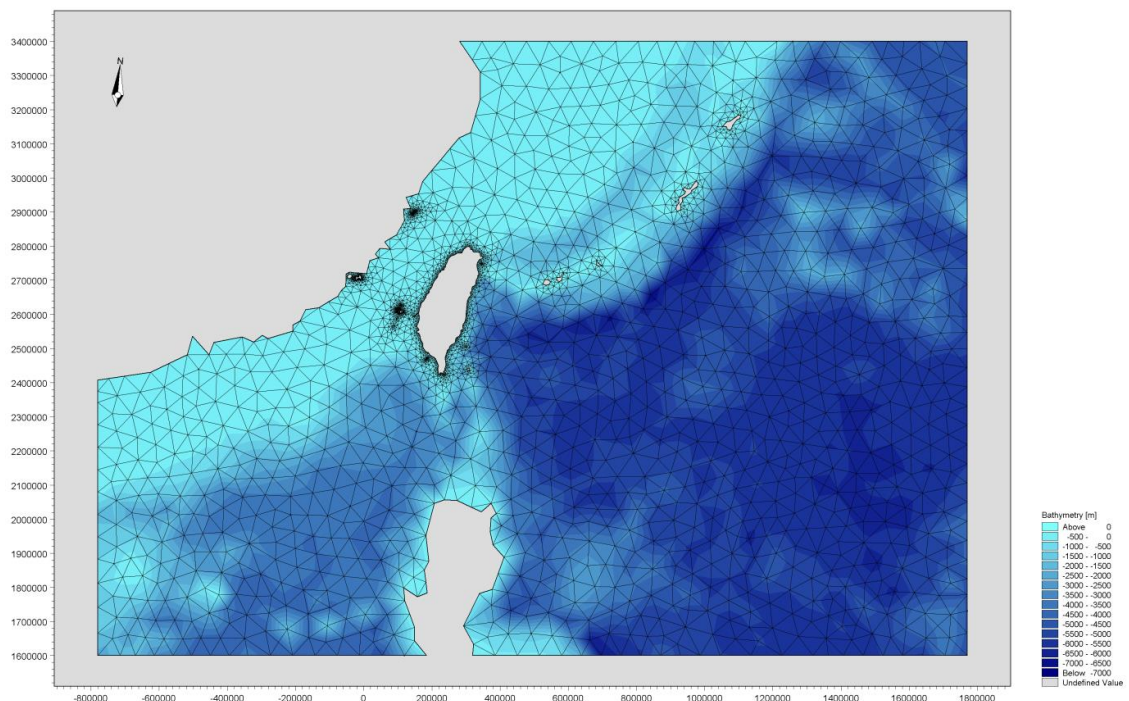 3400000
N
3300000
3200000
3100000
3000000
2900000
2800000
2700000
2600000
2500000
2400000
2300000
2200000
2100000
2000000
1900000
1800000
1700000
1600000
-800000 -600000 -400000 -200000 0 200000 400000 600000 800000 1000000 1200000 1400000 1600000 1800000
Bathymetry [m]
Above 0
-500 - 0
-1000 - -500
-1500 - -1000
-2000 - -1500
-2500 - -2000
-3000 - -2500
-3500 - -3000
-4000 - -3500
-4500 - -4000
-5000 - -4500
-5500 - -5000
-6000 - -5500
-6500 - -6000
-7000 - -6500
Below -7000
Undefined Value